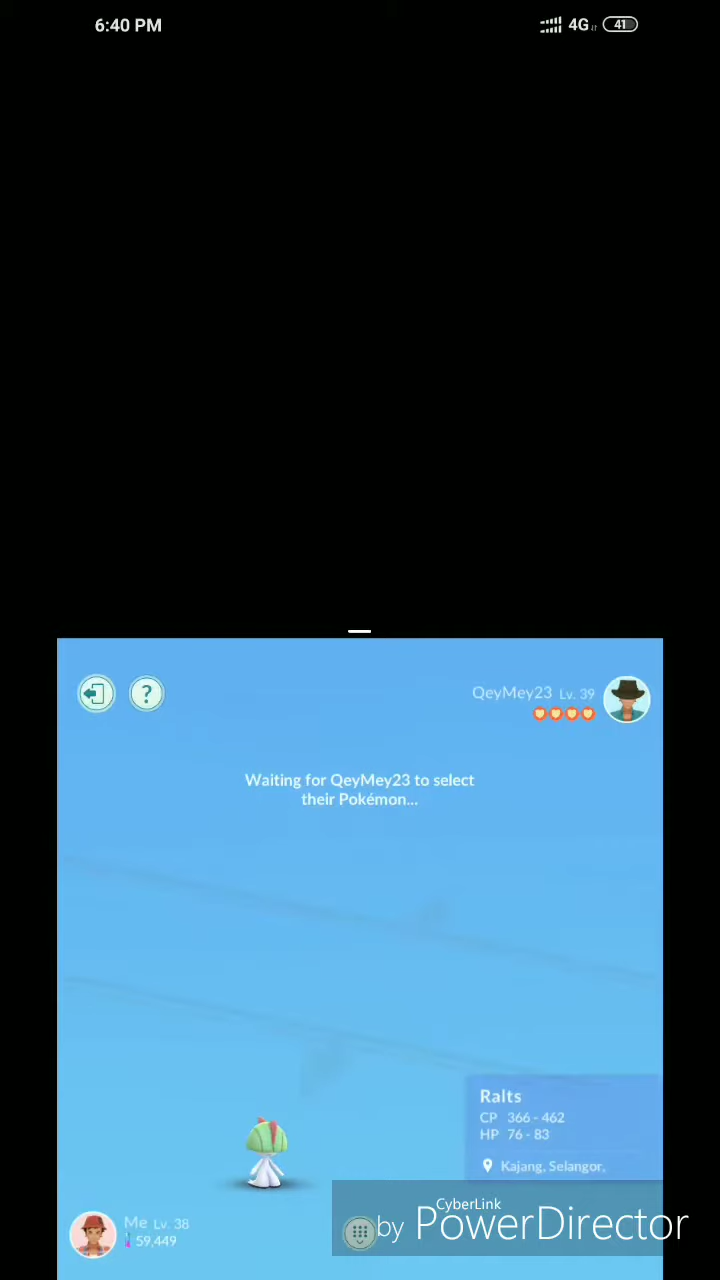 6:40 PM
4G
41
?
QeyMey23 Lv. 39
Waiting for QeyMey23 to select
their Pokémon...
Ralts
CP 366 - 462
HP 76 - 83
Kajang, Selangor,
Me Lv. 38
59,449
CyberLink
by PowerDirector